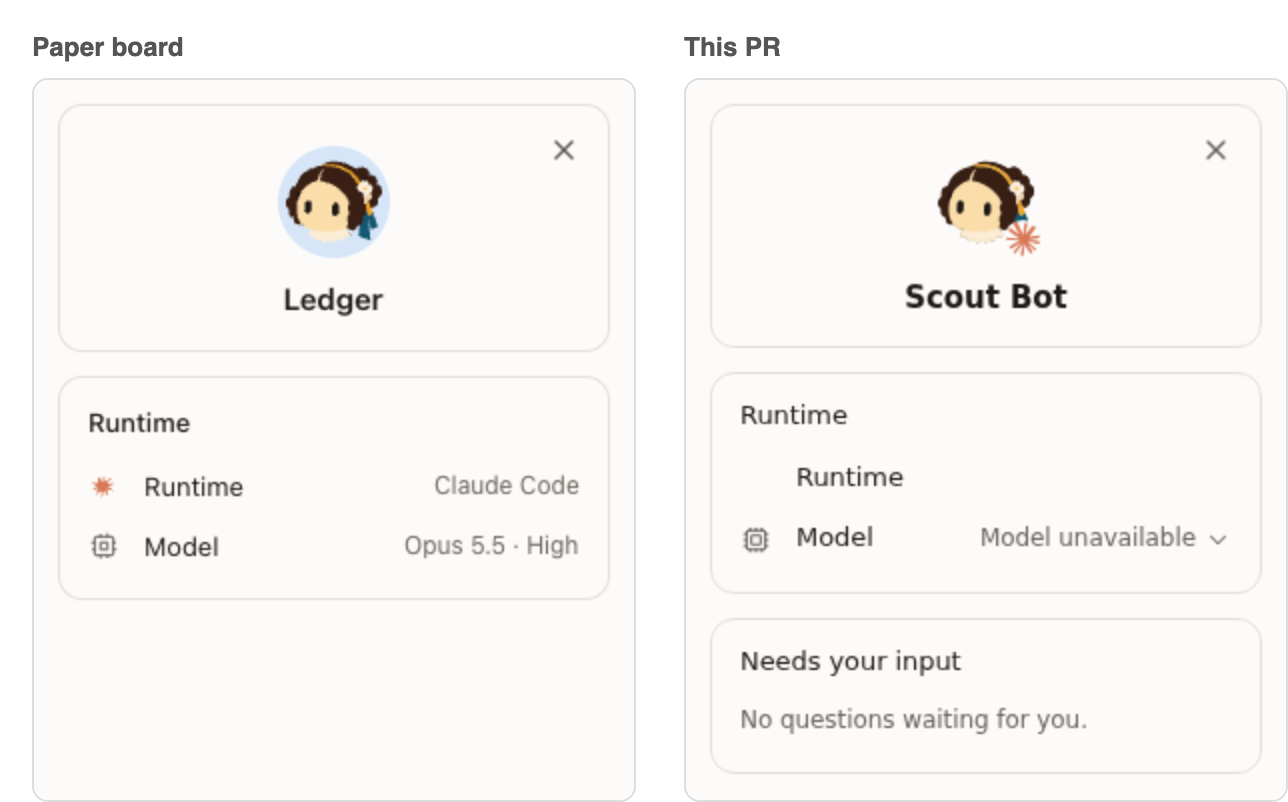 Paper board
Ledger
Runtime
Runtime Claude Code
Model Opus 5.5 · High
This PR
Scout Bot
Runtime
Runtime
Model Model unavailable
Needs your input
No questions waiting for you.